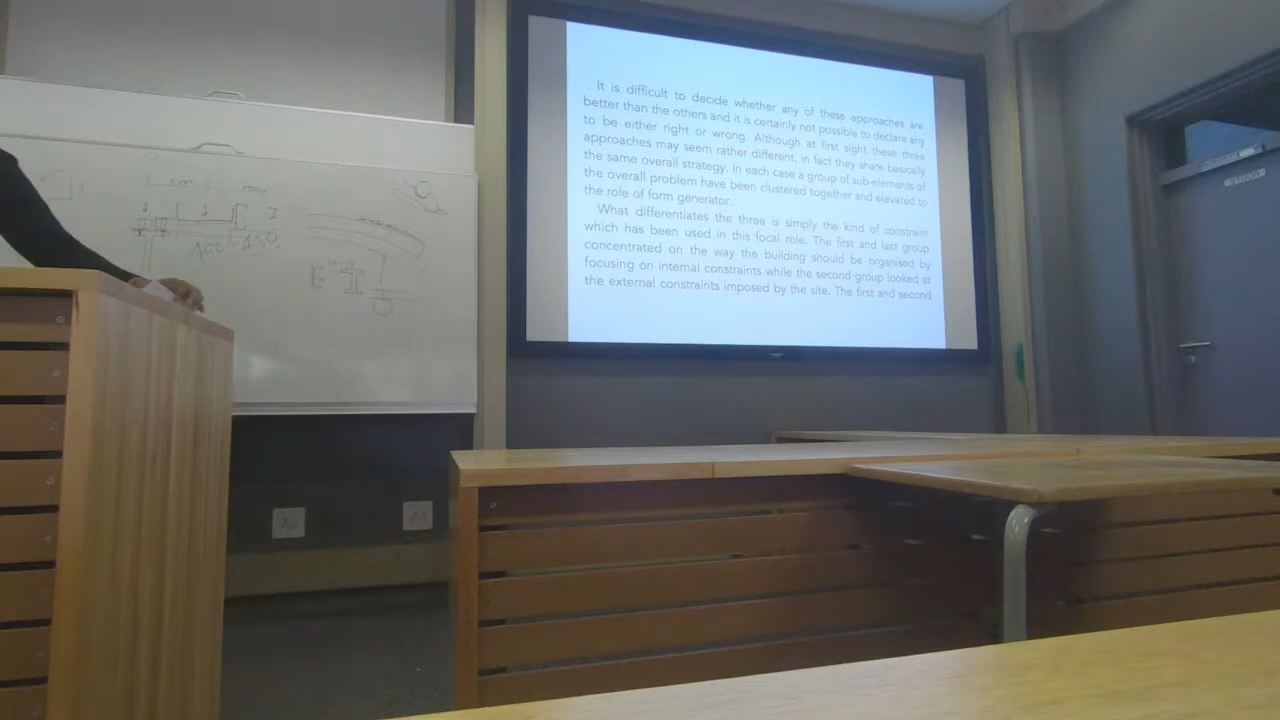 It is difficult to decide whether any of these approaches are
better than the others and it is certainly not possible to declare any
to be either right or wrong. Although at first sight these three
approaches may seem rather different, in fact they share basically
the same overall strategy. In each case a group of sub-elements of
the overall problem have been clustered together and elevated to
the role of form generator.
What differentiates the three is simply the kind of constraint
which has been used in this focal role. The first and last group
concentrated on the way the building should be organised by
focusing on internal constraints while the second group looked at
the external constraints imposed by the site. The first and second
400 - 450